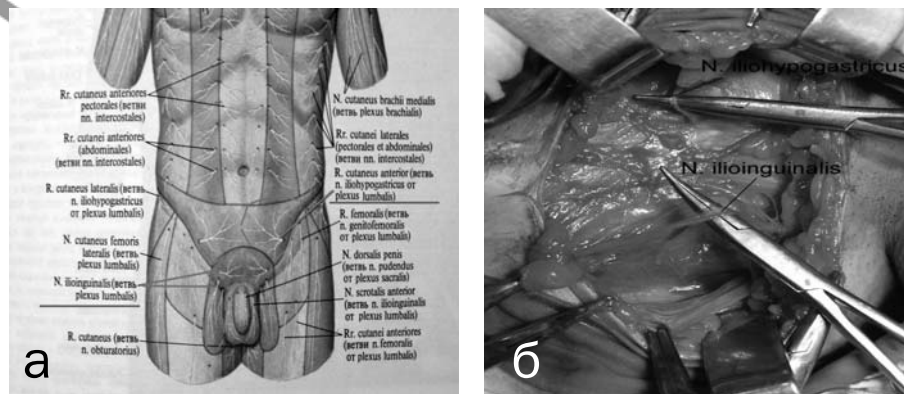 Rr. cutaneus anteriores
pectorales (ветви
nn. intercostales)
Rr. cutanei anteriores
(abdominales)
(ветви nn. intercostales)
R. cutaneus lateralis (ветвь
n. iliohypogastricus от
plexus lumbalis)
N. cutaneus femoris
lateralis (ветвь
plexus lumbalis)
N. ilioinguinalis (ветвь
plexus lumbalis)
R. cutaneus (ветвь
n. obturatorius)
N. cutaneus brachii medialis
(ветвь plexus brachialis)
Rr. cutanei laterales
(pectorales et abdominales)
(ветви nn. intercostales)
R. cutaneus anterior (ветвь
n. iliohypogastricus от
plexus lumbalis)
R. femoralis (ветвь
n. genitofemoralis
от plexus lumbalis)
N. dorsalis penis
(ветвь n. pudendus
от plexus sacralis)
N. scrotalis anterior
(ветвь n. ilioinguinalis
от plexus lumbalis)
Rr. cutanei anteriores
(ветви n. femoralis
от plexus lumbalis)
а
N. iliohypogastricus
N. ilioinguinalis
б